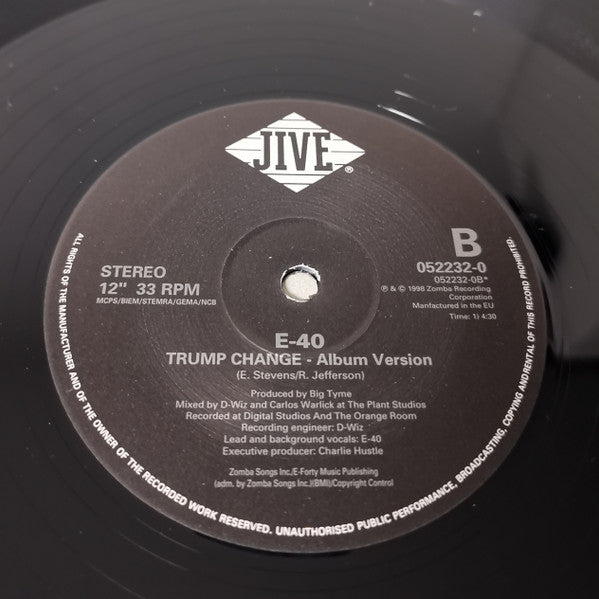 JIVE
®
STEREO
12" 33 RPM
MCPS/BIEM/STEMRA/GEMA/NCB
B
052232-0
052232-0B*
℗ & © 1998 Zomba Recording
Corporation
Manfactured in the EU
Time: 1) 4:30
E-40
TRUMP CHANGE - Album Version
(E. Stevens/R. Jefferson)
Produced by Big Tyme
Mixed by D-Wiz and Carlos Warlick at The Plant Studios
Recorded at Digital Studios And The Orange Room
Recording engineer: D-Wiz
Lead and background vocals: E-40
Executive producer: Charlie Hustle
Zomba Songs Inc./E-Forty Music Publishing
(adm. by Zomba Songs Inc.)(BMI)/Copyright Control
ALL RIGHTS OF THE MANUFACTURER AND OF THE OWNER OF THE RECORDED WORK RESERVED. UNAUTHORISED PUBLIC PERFORMANCE, BROADCASTING, COPYING ANDRENTAL OF THIS RECORD PROHIBITED.